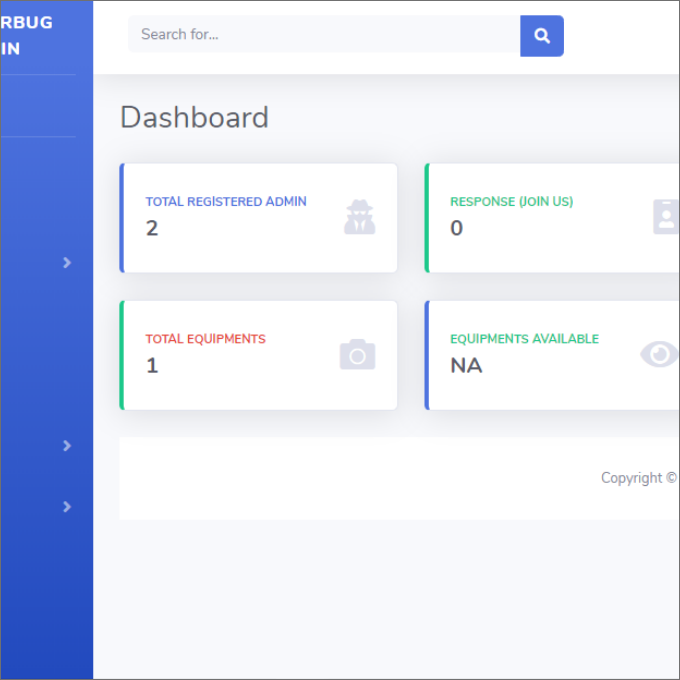 RBUG
IN
Search for...
Dashboard
TOTAL REGISTERED ADMIN
2
RESPONSE (JOIN US)
0
TOTAL EQUIPMENTS
1
EQUIPMENTS AVAILABLE
NA
Copyright ©